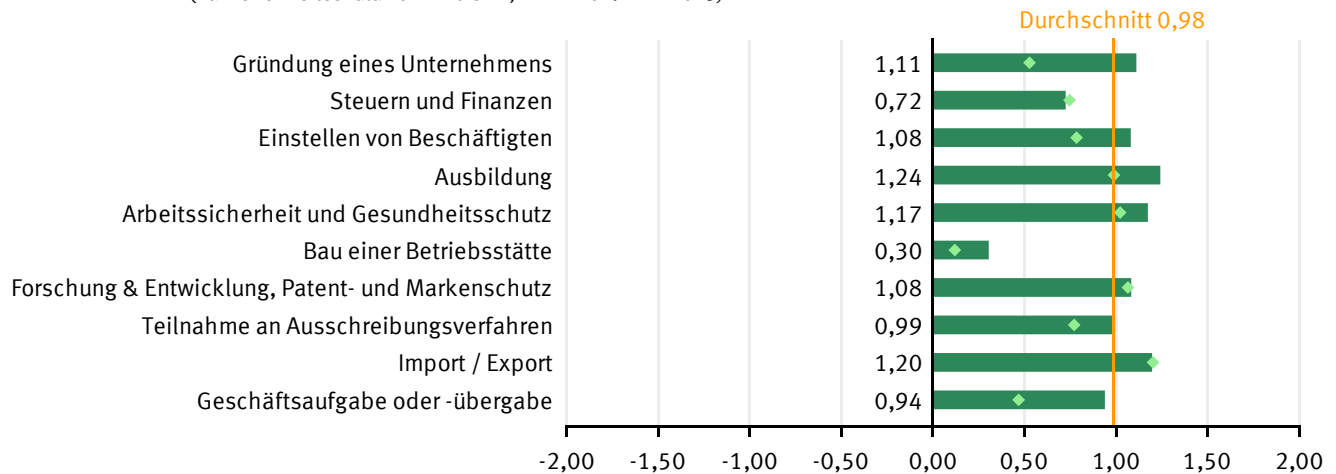 Durchschnitt 0,98
Gründung eines Unternehmens 1,11
Steuern und Finanzen 0,72
Einstellen von Beschäftigten 1,08
Ausbildung 1,24
Arbeitssicherheit und Gesundheitsschutz 1,17
Bau einer Betriebsstätte 0,30
Forschung & Entwicklung, Patent- und Markenschutz 1,08
Teilnahme an Ausschreibungsverfahren 0,99
Import / Export 1,20
Geschäftsaufgabe oder -übergabe 0,94
-2,00 -1,50 -1,00 -0,50 0,00 0,50 1,00 1,50 2,00